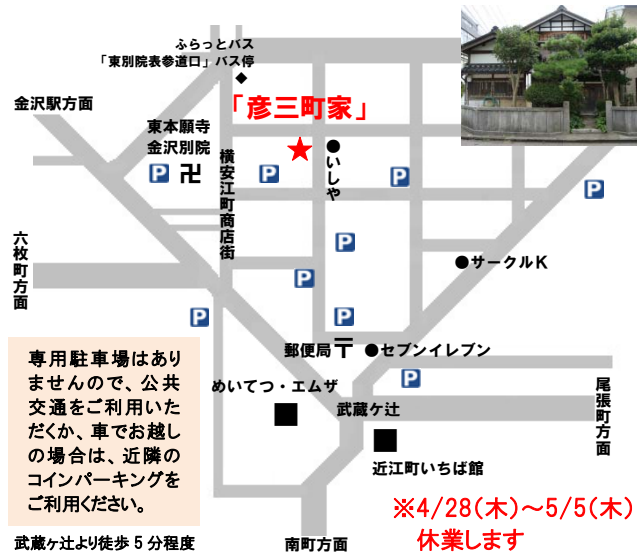 ふらっとバス
「東別院表参道口」バス停
金沢駅方面
「彦三町家」
東本願寺
金沢別院
卍
P
横安江町商店街
P
いしや
P
P
六枚町方面
P
サークルK
P
P
P
郵便局 〒
セブンイレブン
P
専用駐車場はあり
ませんので、公共
交通をご利用いた
だくか、車でお越し
の場合は、近隣の
コインパーキングを
ご利用ください。
めいてつ・エムザ
武蔵ケ辻
尾張町方面
近江町いちば館
※4/28(木)~5/5(木)
休業します
武蔵ヶ辻より徒歩5分程度
南町方面